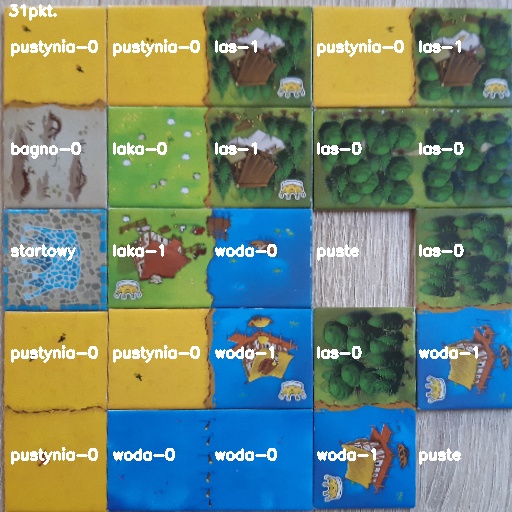 31pkt.
pustynia-0 pustynia-0 las-1 pustynia-0 las-1
bagno-0 laka-0 las-1 las-0 las-0
startowy laka-1 woda-0 puste las-0
pustynia-0 pustynia-0 woda-1 las-0 woda-1
pustynia-0 woda-0 woda-0 woda-1 puste